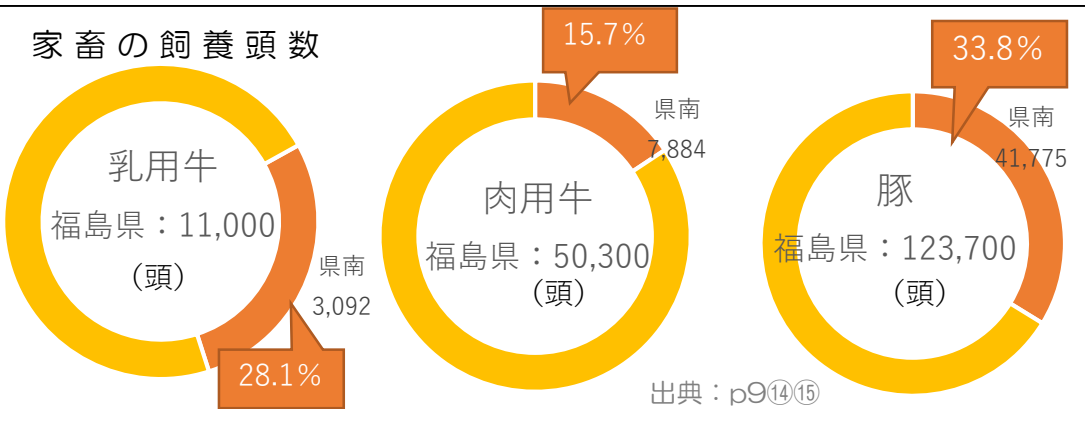 家畜の飼養頭数
乳用牛
福島県：11,000
（頭）
県南
3,092
28.1%
15.7%
県南
7,884
肉用牛
福島県：50,300
（頭）
33.8%
県南
41,775
豚
福島県：123,700
（頭）
出典：p9⑭⑮